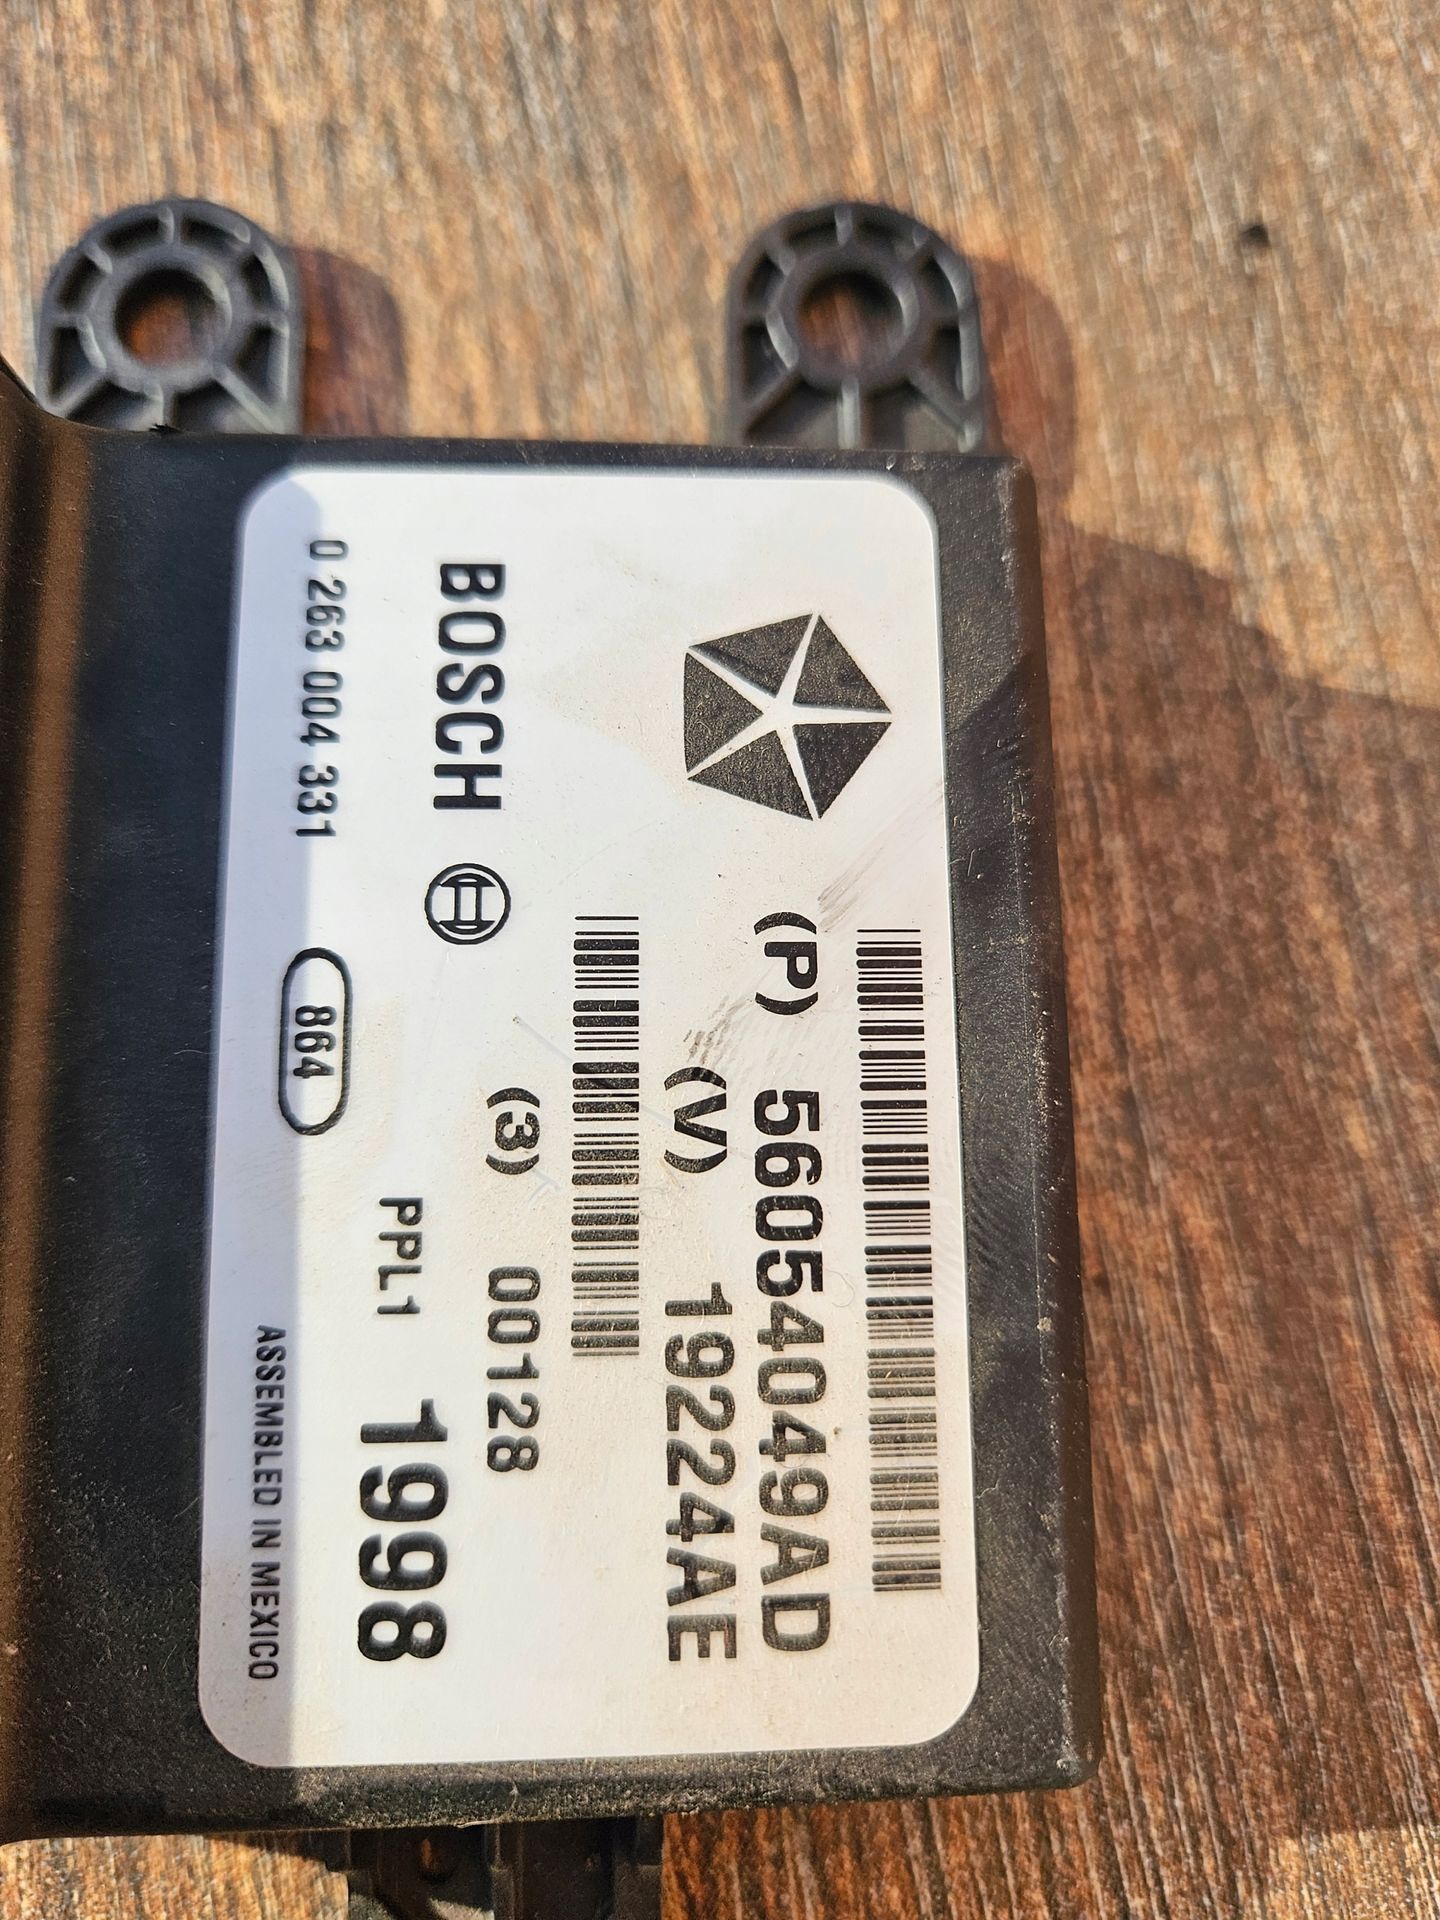 (P) 56054049AD
(V) 19224AE
BOSCH
(3) 00128
0 263 004 331
864
PPL1
1998
ASSEMBLED IN MEXICO